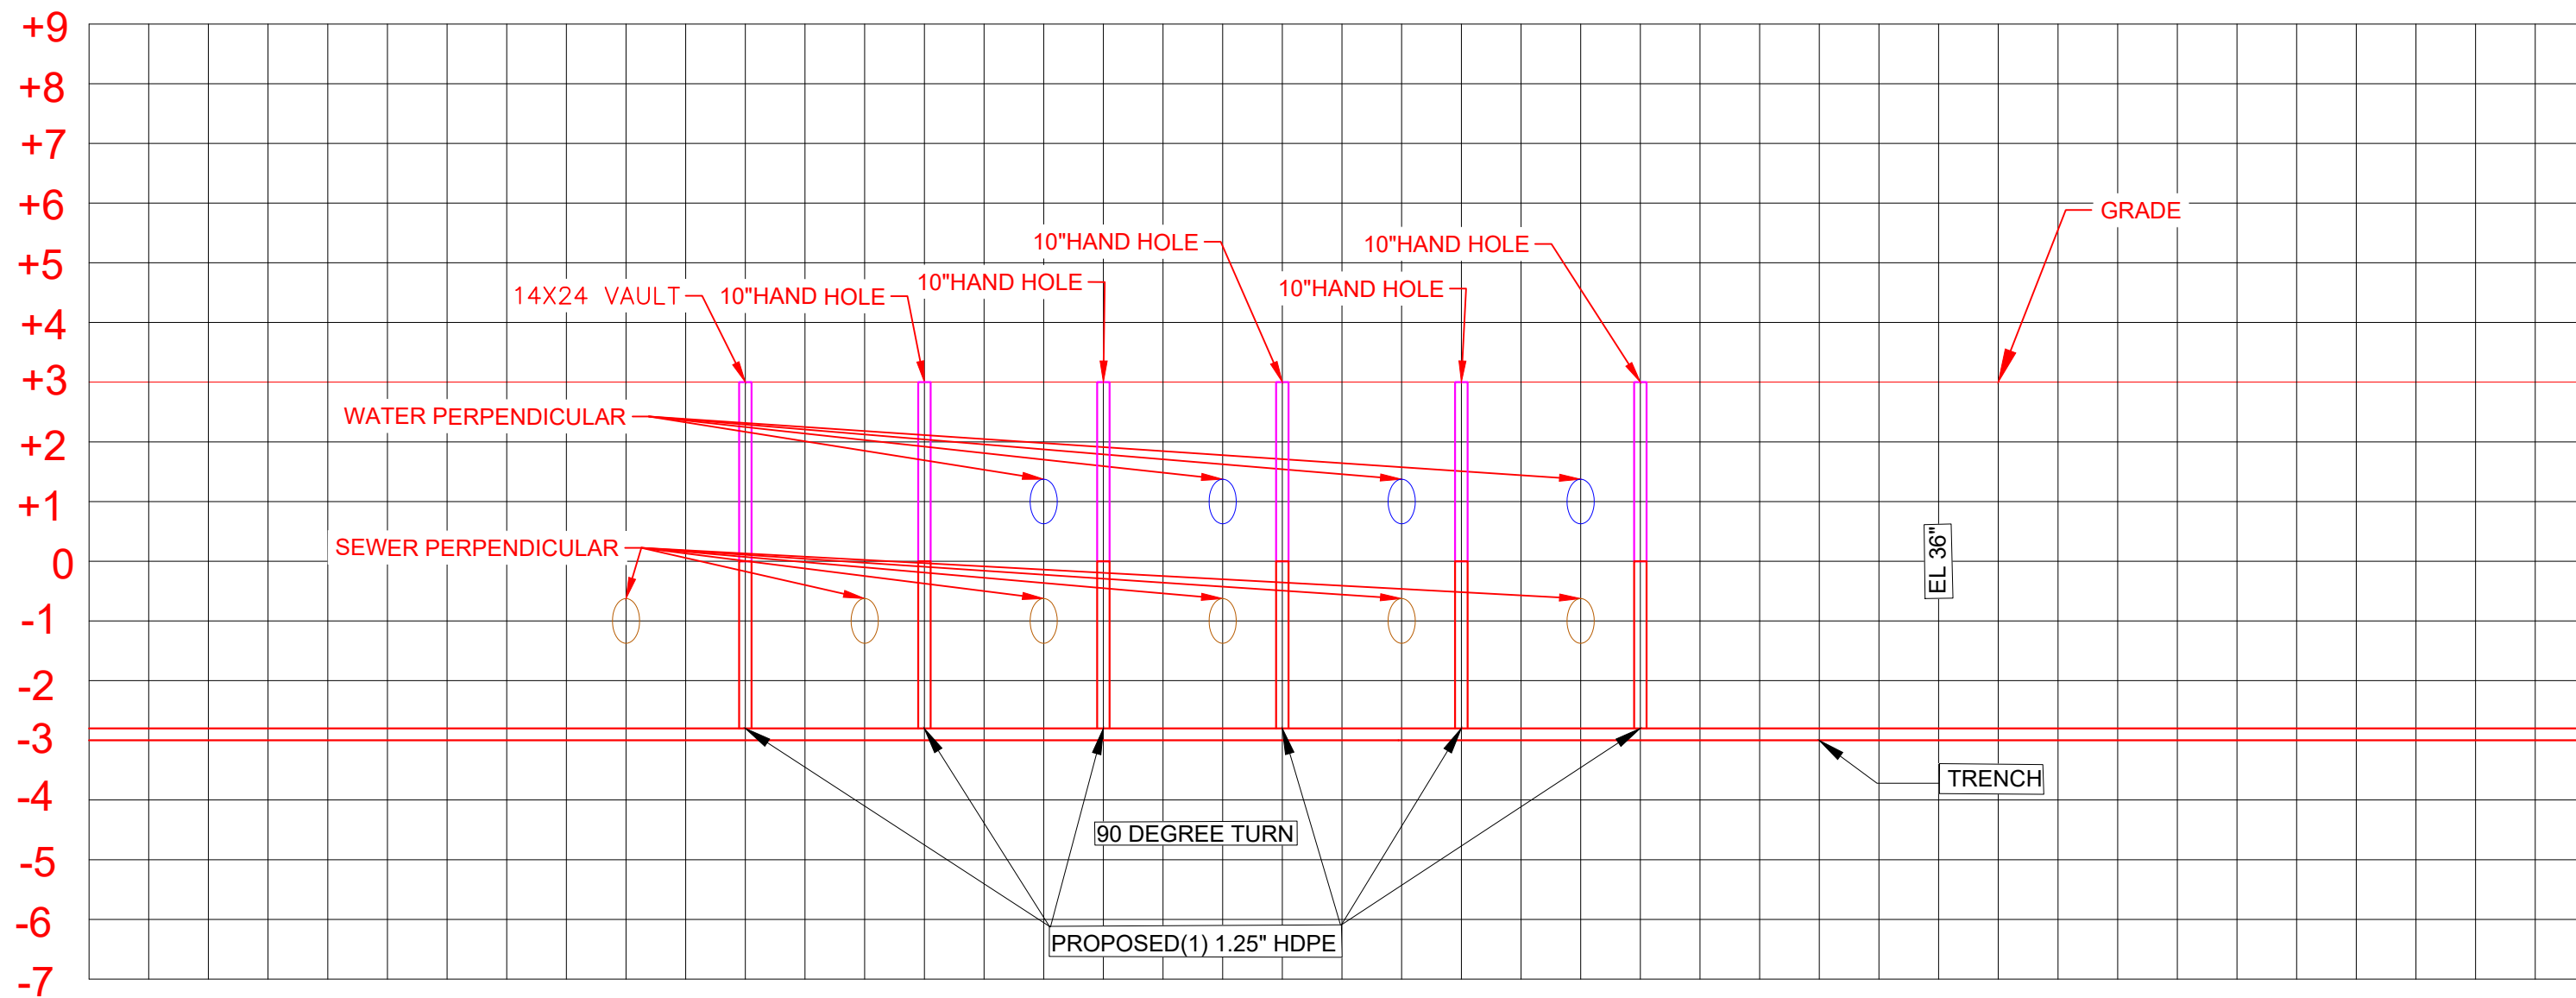 +9
+8
+7
+6
GRADE
10"HAND HOLE
10"HAND HOLE
+5
10"HAND HOLE
10"HAND HOLE
14X24 VAULT
10"HAND HOLE
+4
+3
WATER PERPENDICULAR
+2
+1
SEWER PERPENDICULAR
EL 36"
0
-1
-2
-3
TRENCH
-4
90 DEGREE TURN
-5
-6
PROPOSED(1) 1.25" HDPE
-7